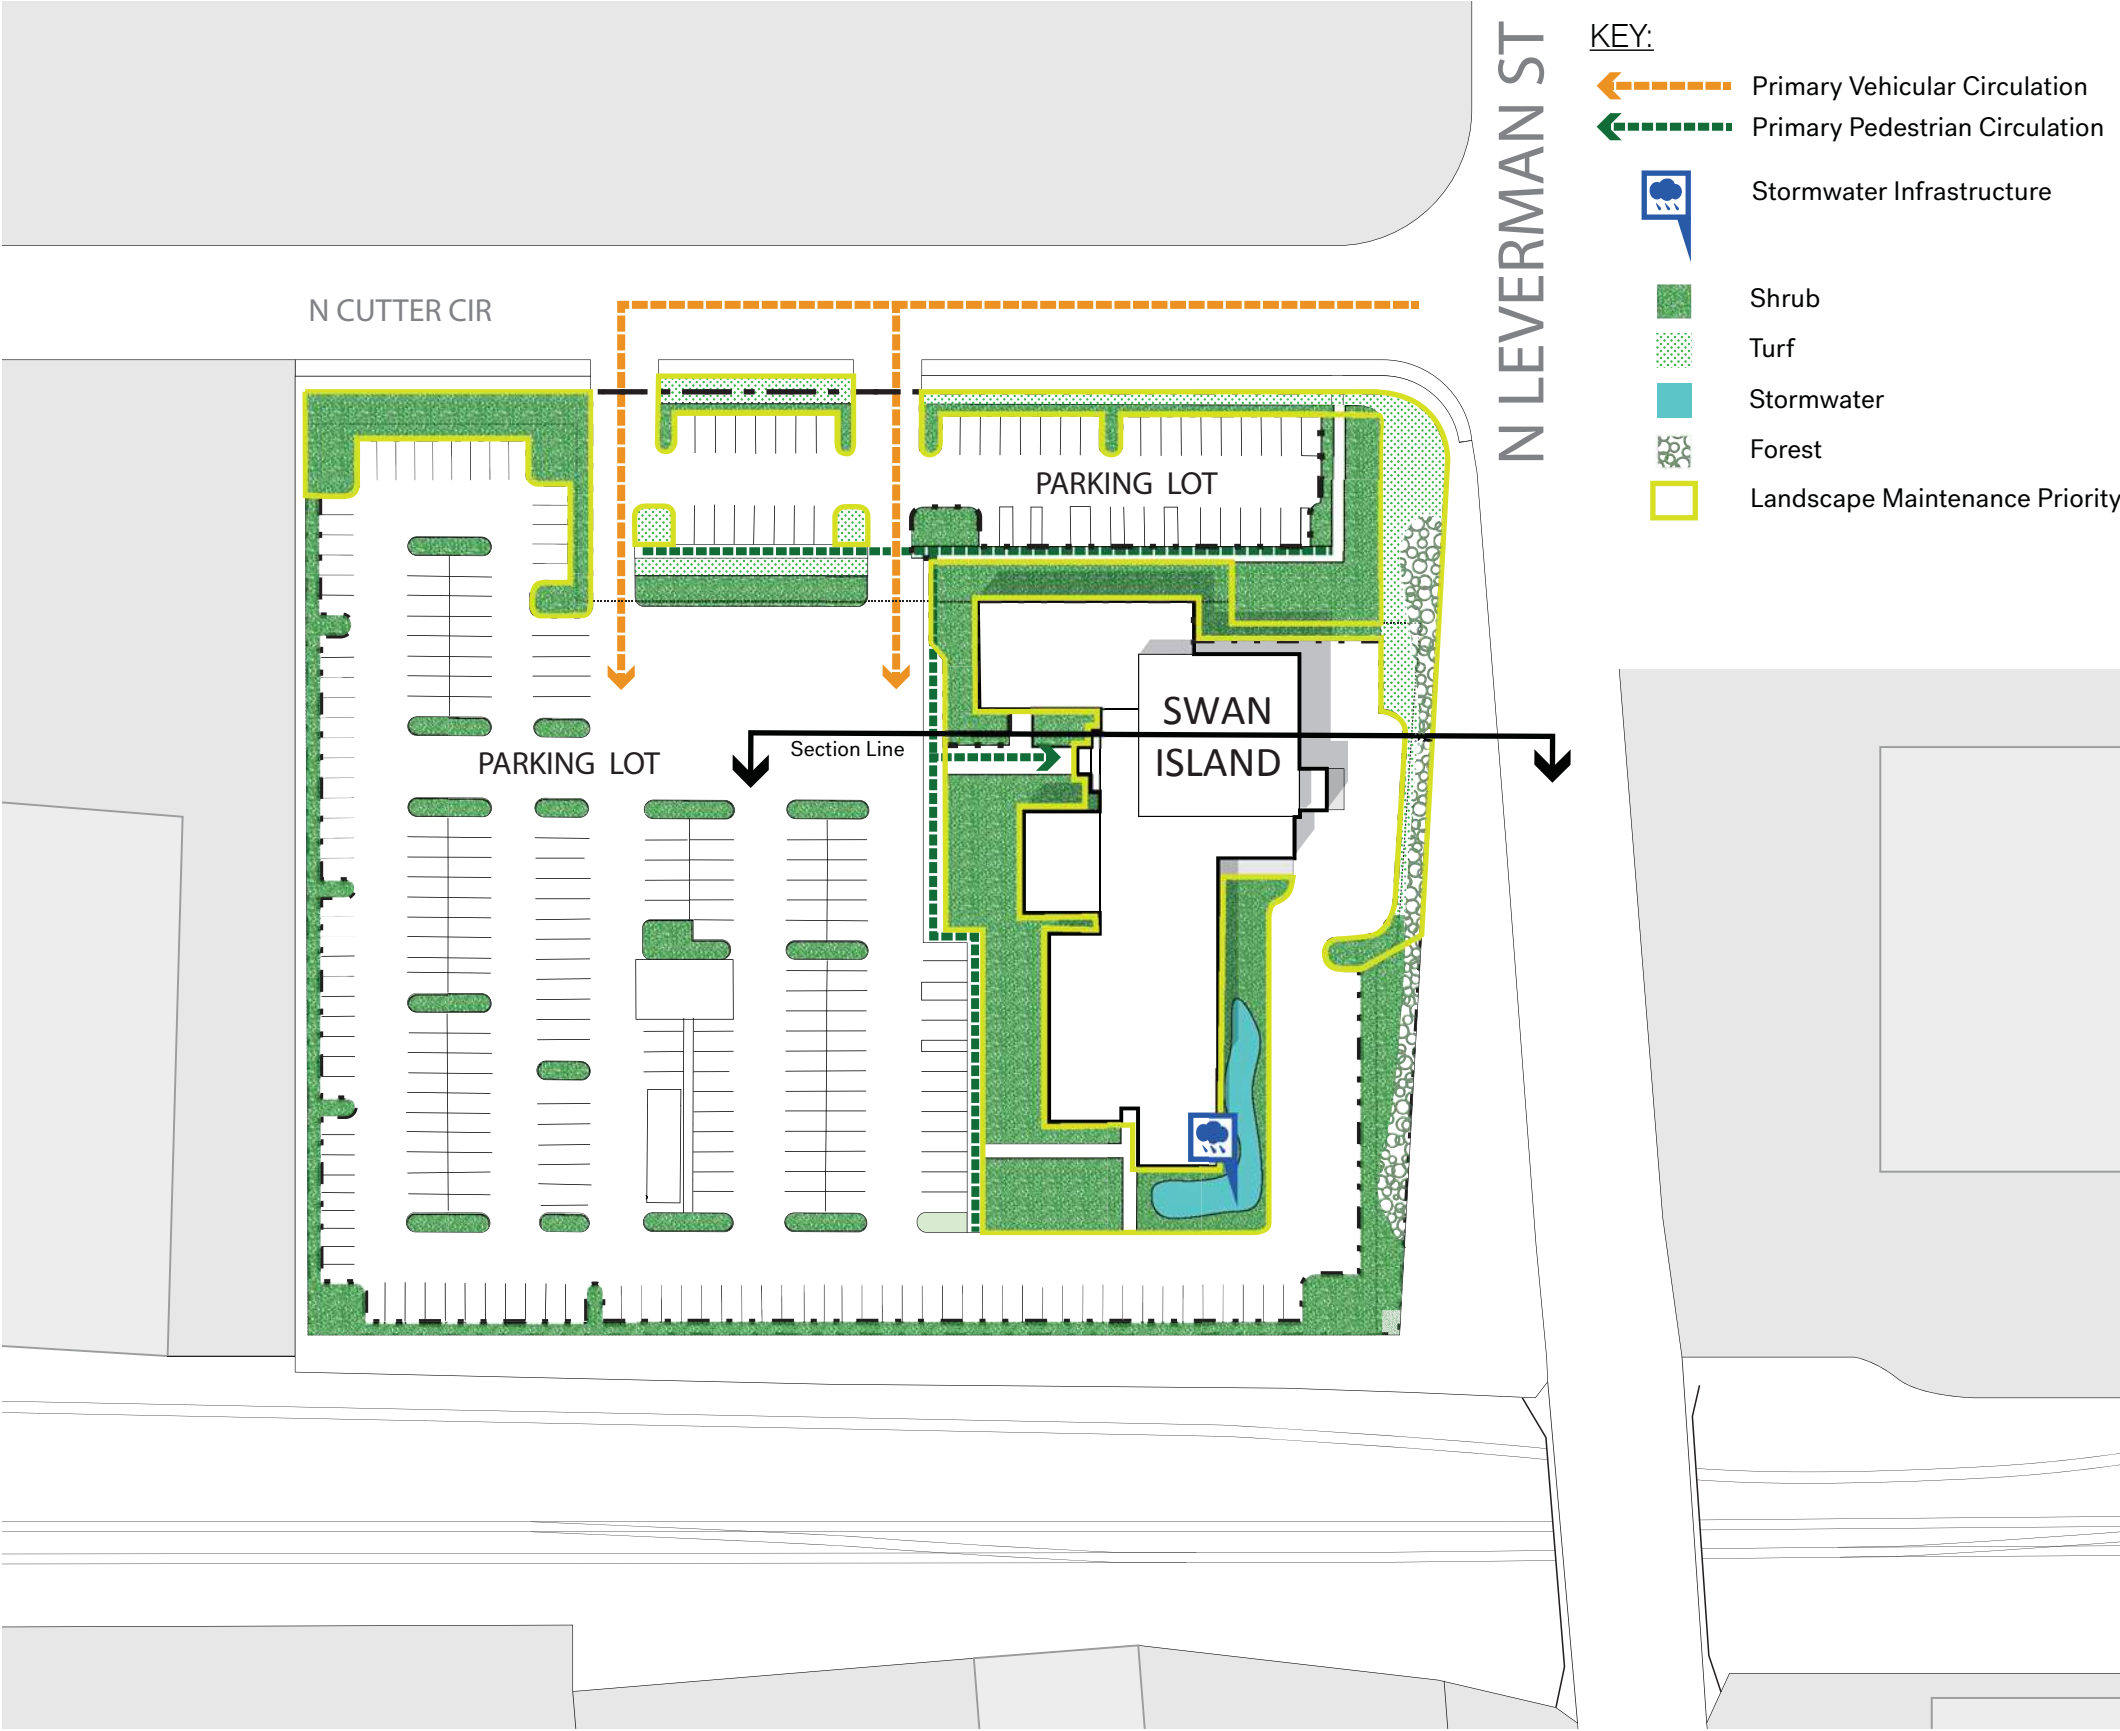 N LEVERMAN ST
KEY:
Primary Vehicular Circulation
Primary Pedestrian Circulation
Stormwater Infrastructure
Shrub
Turf
Stormwater
Forest
Landscape Maintenance Priority
N CUTTER CIR
PARKING LOT
SWAN
ISLAND
Section Line
PARKING LOT